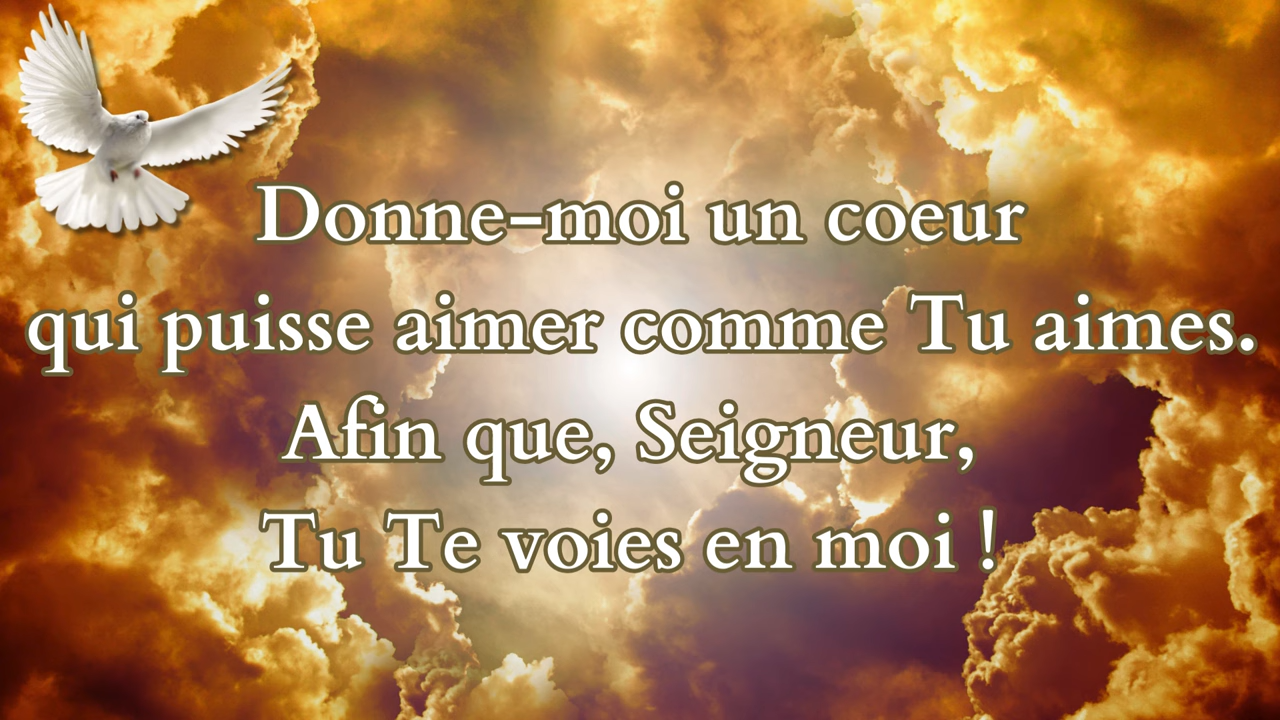 Donne-moi un coeur
qui puisse aimer comme Tu aimes.
Afin que, Seigneur,
Tu Te voies en moi !